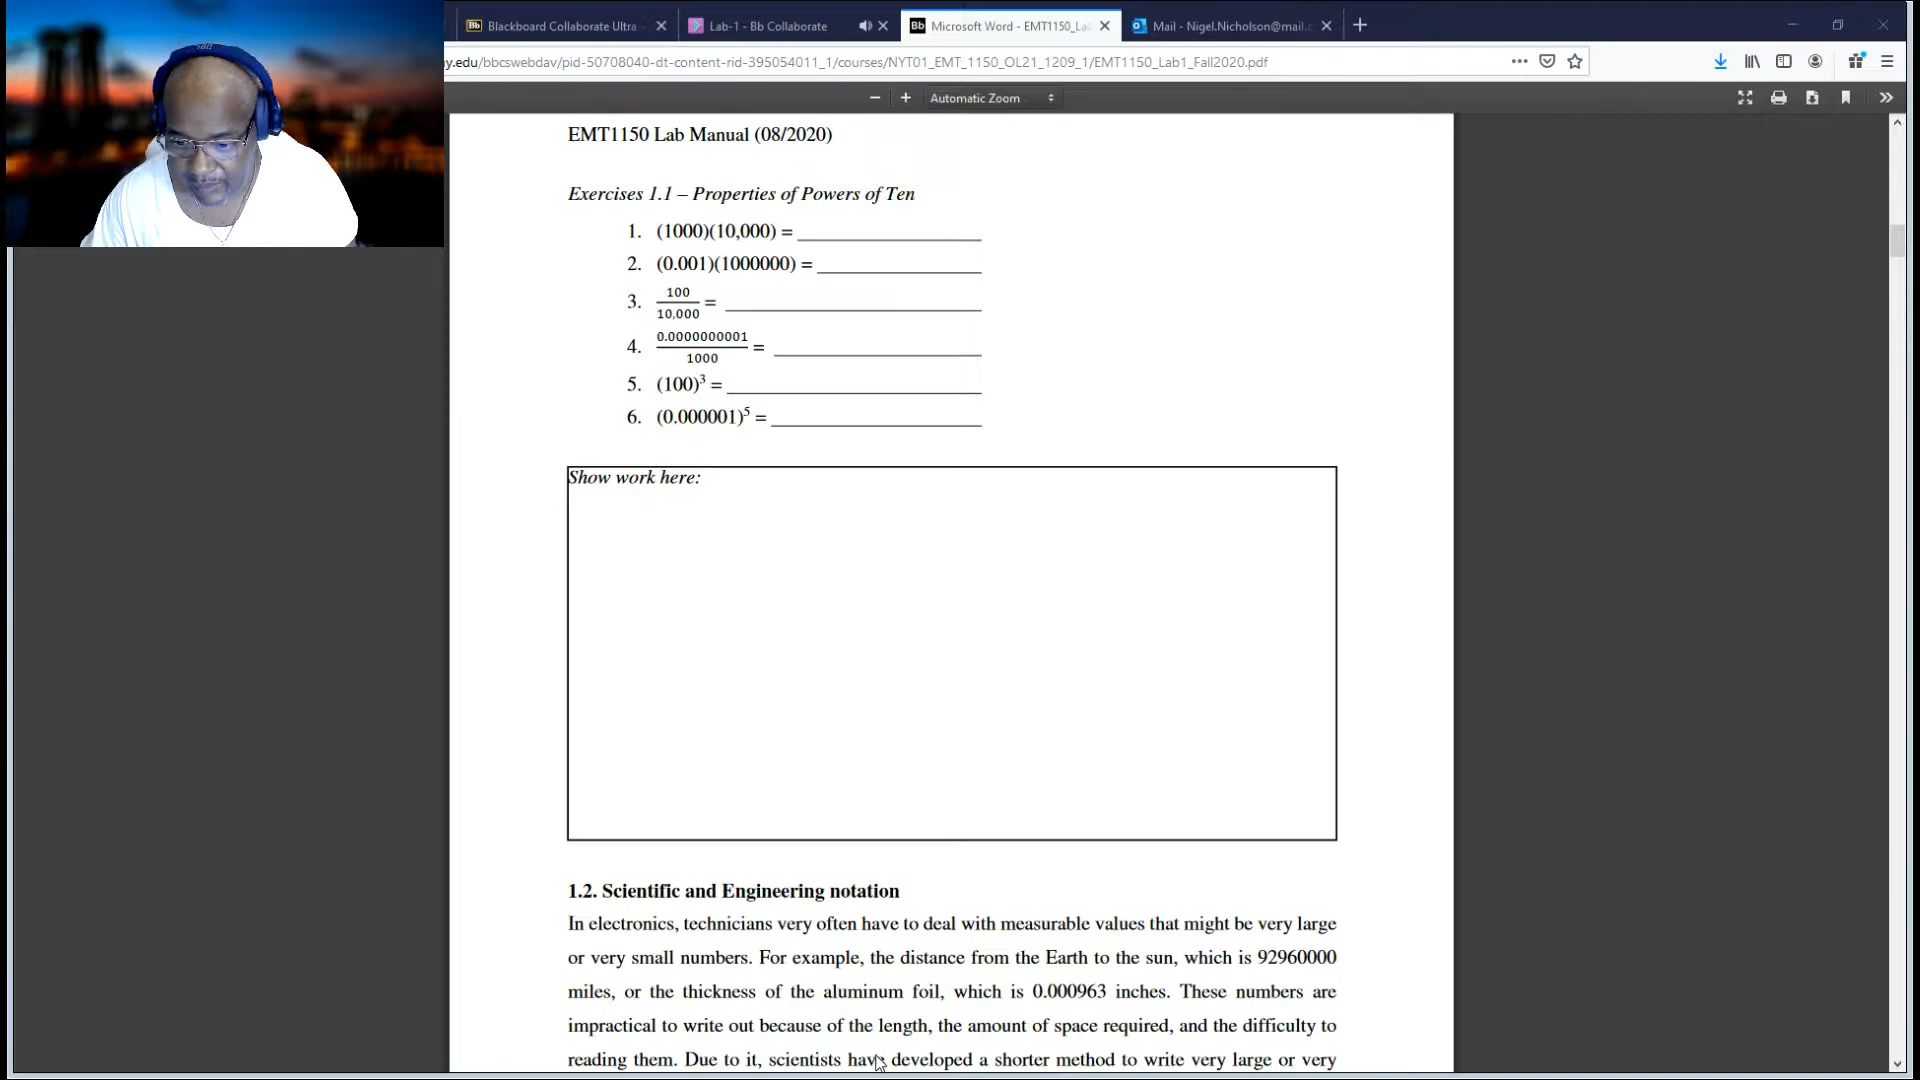 Blackboard Collaborate Ultra
Lab-1 - Bb Collaborate
Microsoft Word - EMT1150_La
Mail - Nigel.Nicholson@mail.
y.edu/bbcswebdav/pid-50708040-dt-content-rid-395054011_1/courses/NYT01_EMT_1150_OL21_1209_1/EMT1150_Lab1_Fall2020.pdf
Automatic Zoom
EMT1150 Lab Manual (08/2020)
Exercises 1.1 – Properties of Powers of Ten
1. (1000)(10,000) = ____________
2. (0.001)(1000000) = ____________
3. 100/10,000 = ____________
4. 0.0000000001/1000 = ____________
5. (100)³ = ____________
6. (0.000001)⁵ = ____________
Show work here:
1.2. Scientific and Engineering notation
In electronics, technicians very often have to deal with measurable values that might be very large
or very small numbers. For example, the distance from the Earth to the sun, which is 92960000
miles, or the thickness of the aluminum foil, which is 0.000963 inches. These numbers are
impractical to write out because of the length, the amount of space required, and the difficulty to
reading them. Due to it, scientists have developed a shorter method to write very large or very